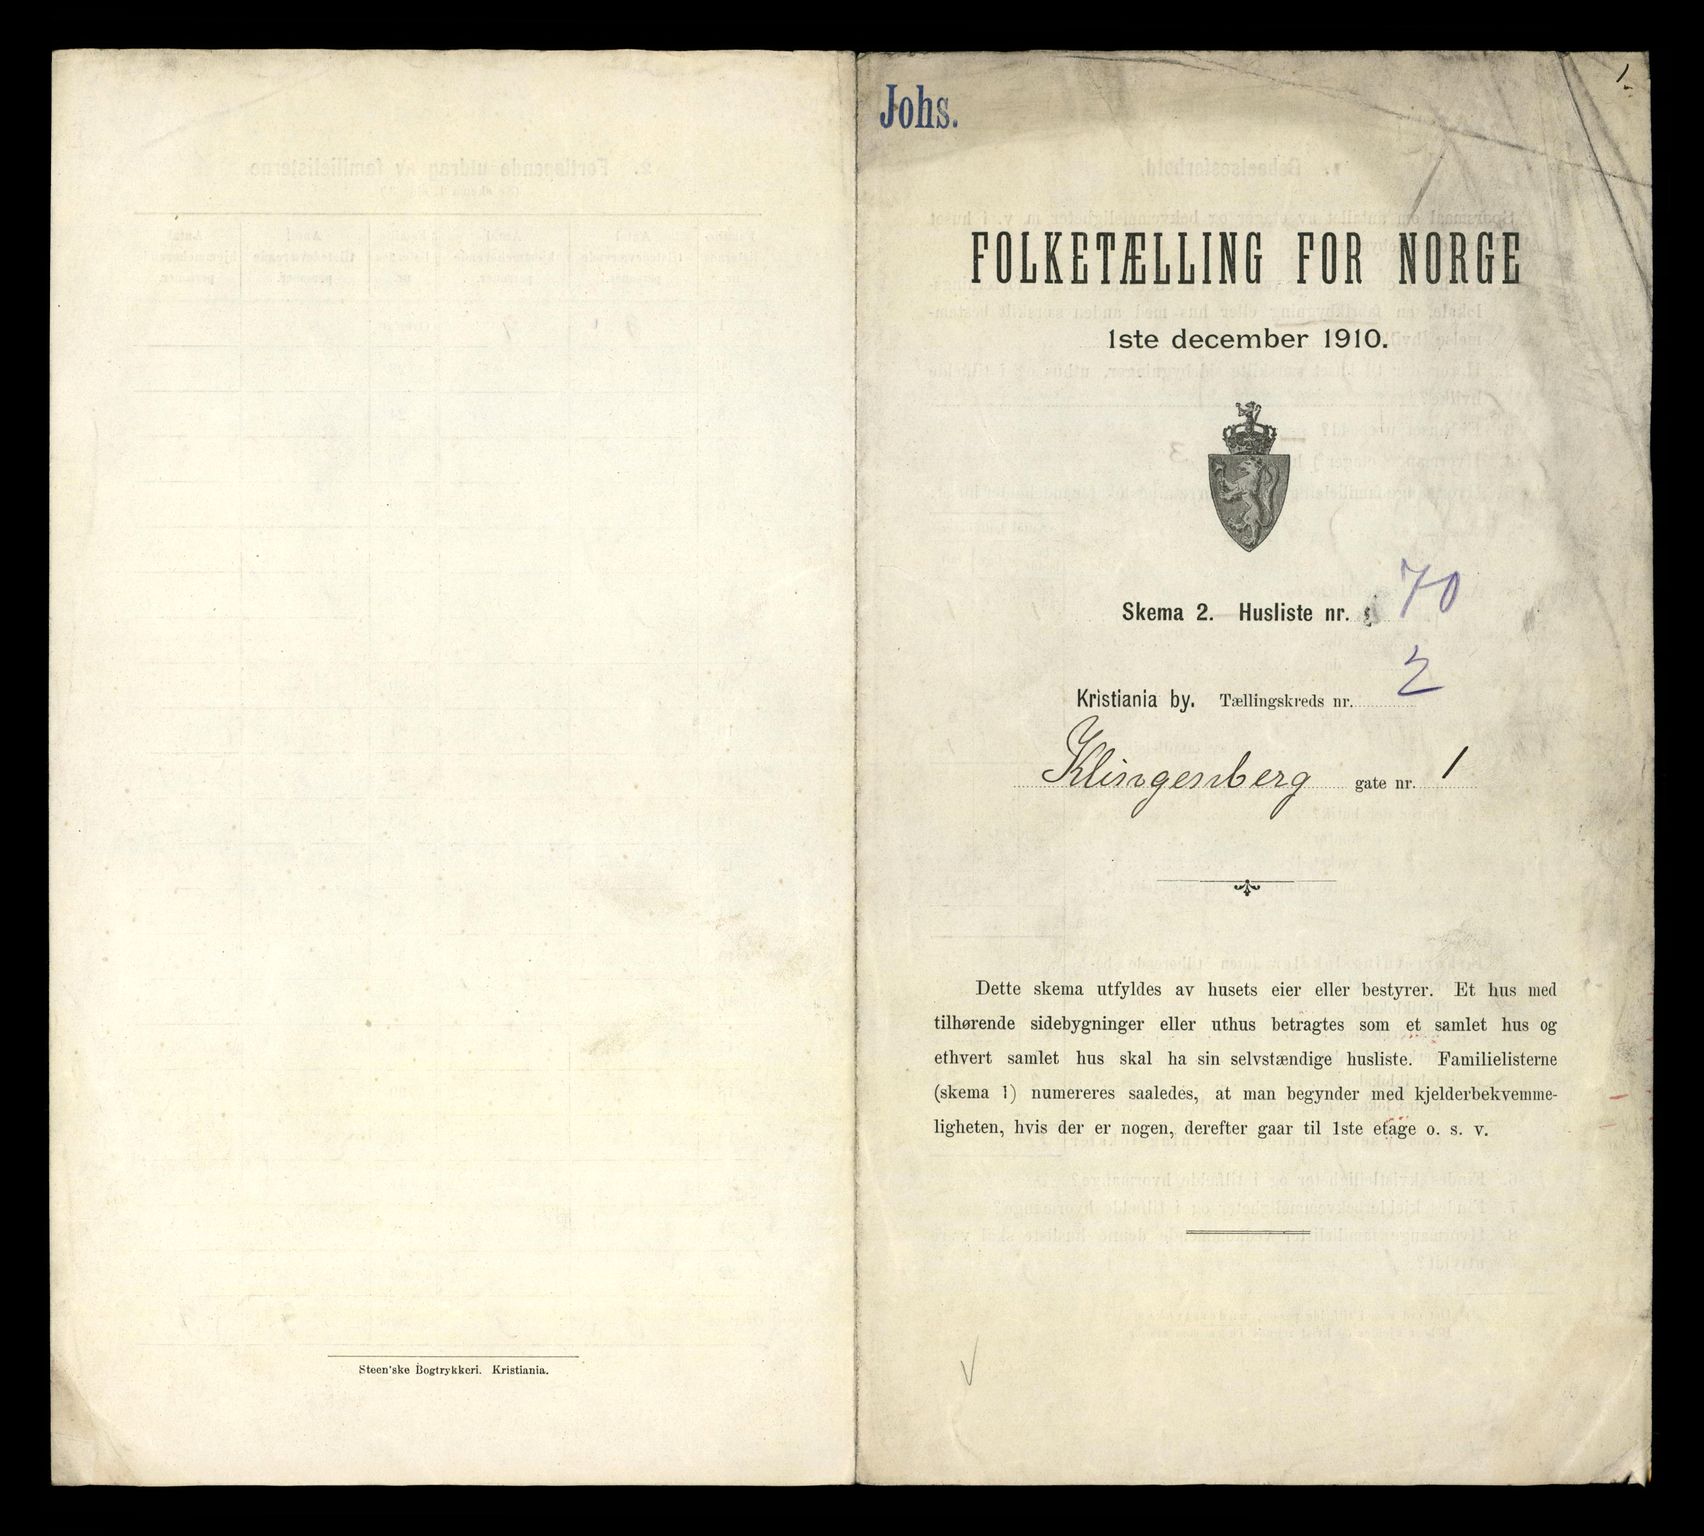 Steen'ske Bogtrykkeri. Kristiania.
1.
Johs.
FOLKETÆLLING FOR NORGE
1ste december 1910.
Skema 2. Husliste nr. 70
Kristiania by. Tællingskreds nr. 2
Klingenberg gate nr. 1
Dette skema utfyldes av husets eier eller bestyrer. Et hus med
tilhørende sidebygninger eller uthus betragtes som et samlet hus og
ethvert samlet hus skal ha sin selvstændige husliste. Familielisterne
(skema 1) numereres saaledes, at man begynder med kjelderbekvemme-
ligheten, hvis der er nogen, derefter gaar til 1ste etage o. s. v.